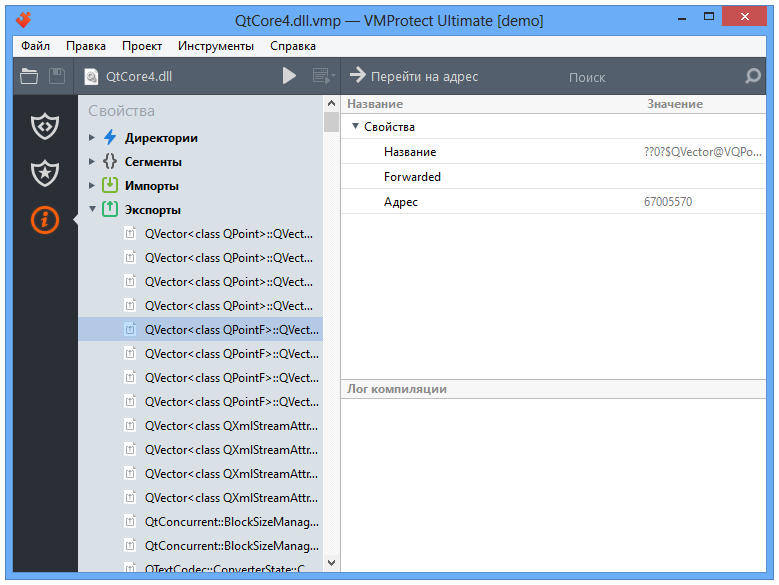 QtCore4.dll.vmp — VMProtect Ultimate [demo]
Файл Правка Проект Инструменты Справка
QtCore4.dll
Перейти на адрес
Поиск
Свойства
Директории
Сегменты
Импорты
Экспорты
QVector<class QPoint>::QVect...
QVector<class QPoint>::QVect...
QVector<class QPoint>::QVect...
QVector<class QPoint>::QVect...
QVector<class QPointF>::QVect...
QVector<class QPointF>::QVect...
QVector<class QPointF>::QVect...
QVector<class QPointF>::QVect...
QVector<class QXmlStreamAttr...
QVector<class QXmlStreamAttr...
QVector<class QXmlStreamAttr...
QVector<class QXmlStreamAttr...
QtConcurrent::BlockSizeManag...
QtConcurrent::BlockSizeManag...
QTextCodec::ConverterState::C...
Название Значение
Свойства
Название ??0?$QVector@VQPo...
Forwarded
Адрес 67005570
Лог компиляции